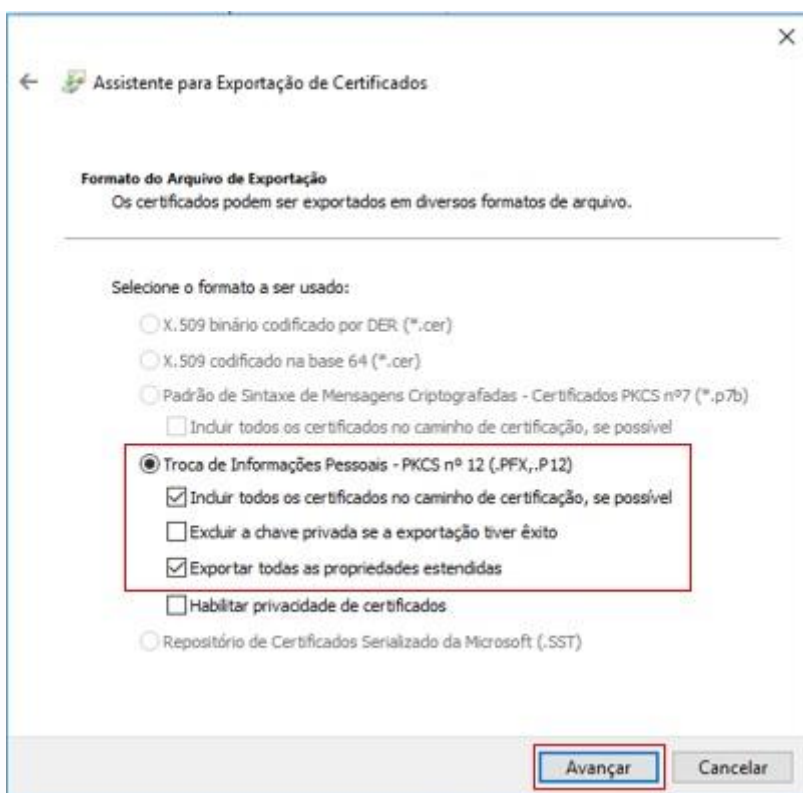 Assistente para Exportação de Certificados
Formato do Arquivo de Exportação
Os certificados podem ser exportados em diversos formatos de arquivo.
Selecione o formato a ser usado:
X.509 binário codificado por DER (*.cer)
X.509 codificado na base 64 (*.cer)
Padrão de Sintaxe de Mensagens Criptografadas - Certificados PKCS nº7 (*.p7b)
Incluir todos os certificados no caminho de certificação, se possível
Troca de Informações Pessoais - PKCS nº 12 (.PFX,.P12)
Incluir todos os certificados no caminho de certificação, se possível
Excluir a chave privada se a exportação tiver êxito
Exportar todas as propriedades estendidas
Habilitar privacidade de certificados
Repositório de Certificados Serializado da Microsoft (.SST)
Avançar Cancelar